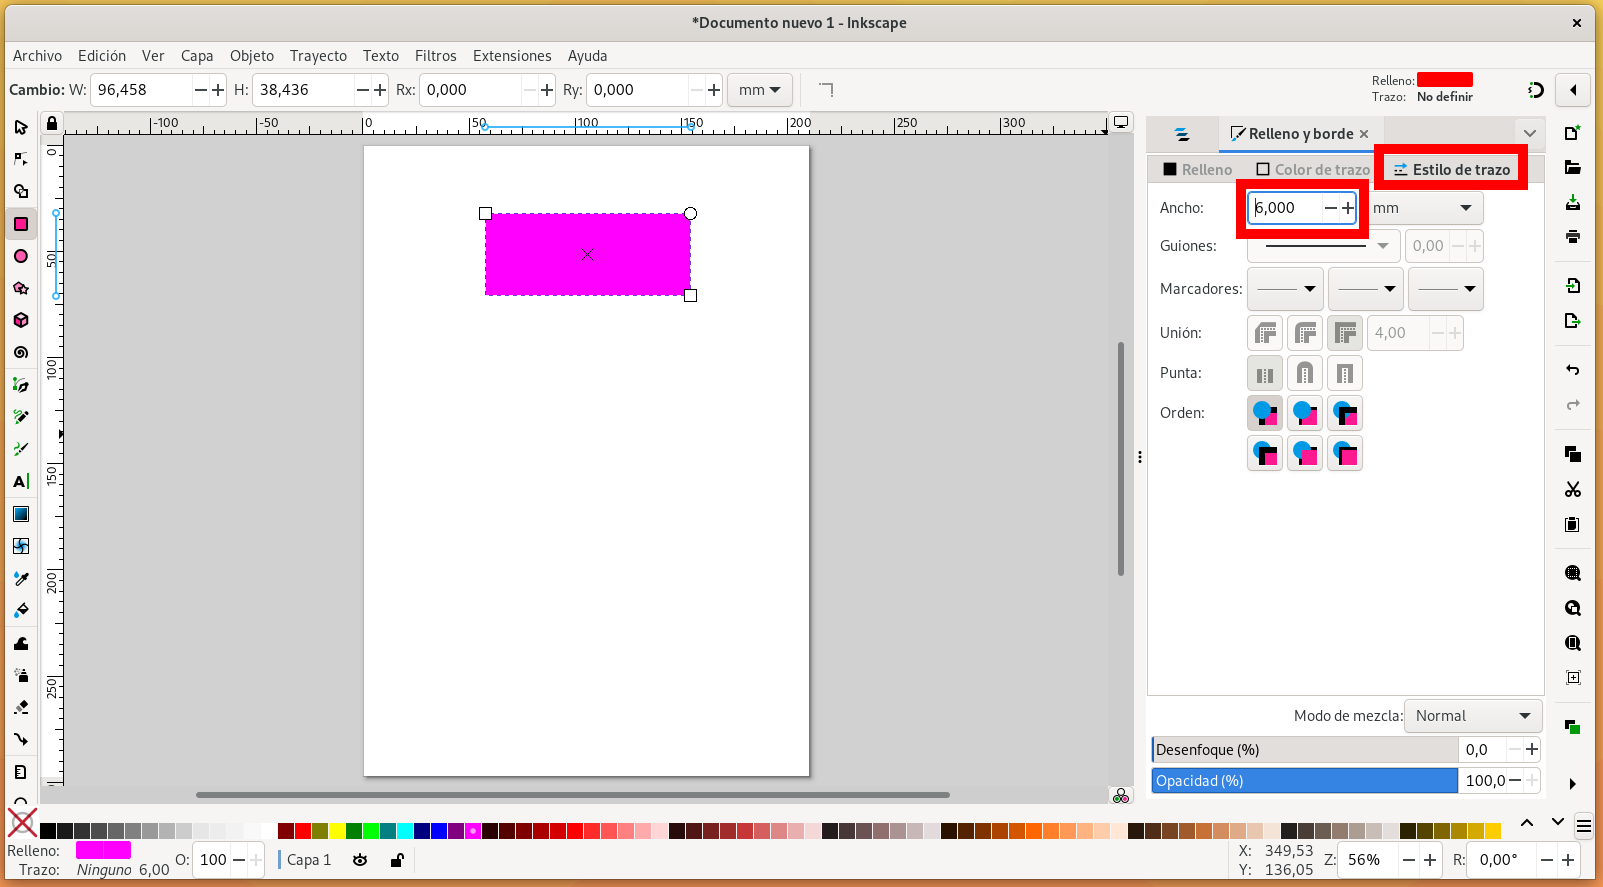 *Documento nuevo 1 - Inkscape
Archivo Edición Ver Capa Objeto Trayecto Texto Filtros Extensiones Ayuda
Cambio: W: 96,458 H: 38,436 Rx: 0,000 Ry: 0,000 mm
Relleno:
Trazo: No definir
-100 -50 0 50 100 150 200 250 300
0
50
100
150
200
250
Relleno y borde
Relleno Color de trazo Estilo de trazo
Ancho: 6,000 mm
Guiones: 0,00
Marcadores:
Unión: 4,00
Punta:
Orden:
Modo de mezcla: Normal
Desenfoque (%) 0,0
Opacidad (%) 100,0
Relleno:
Trazo: Ninguno 6,00
O: 100
Capa 1
X: 349,53
Y: 136,05
Z: 56%
R: 0,00°